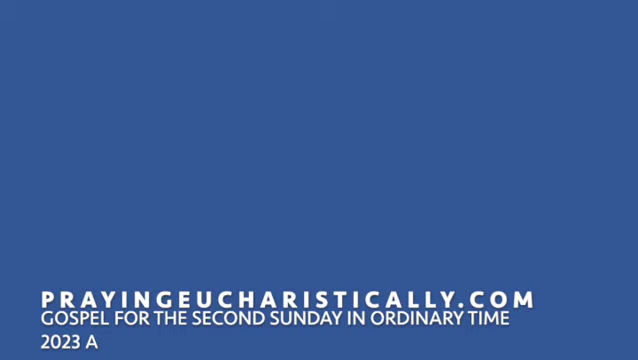 PRAYINGEUCHARISTICALLY.COM
GOSPEL FOR THE SECOND SUNDAY IN ORDINARY TIME
2023 A